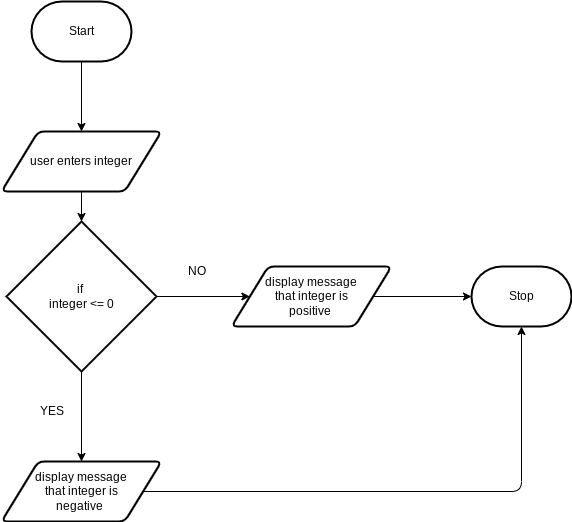 Start
user enters integer
if
integer <= 0
NO
display message
that integer is
positive
Stop
YES
display message
that integer is
negative